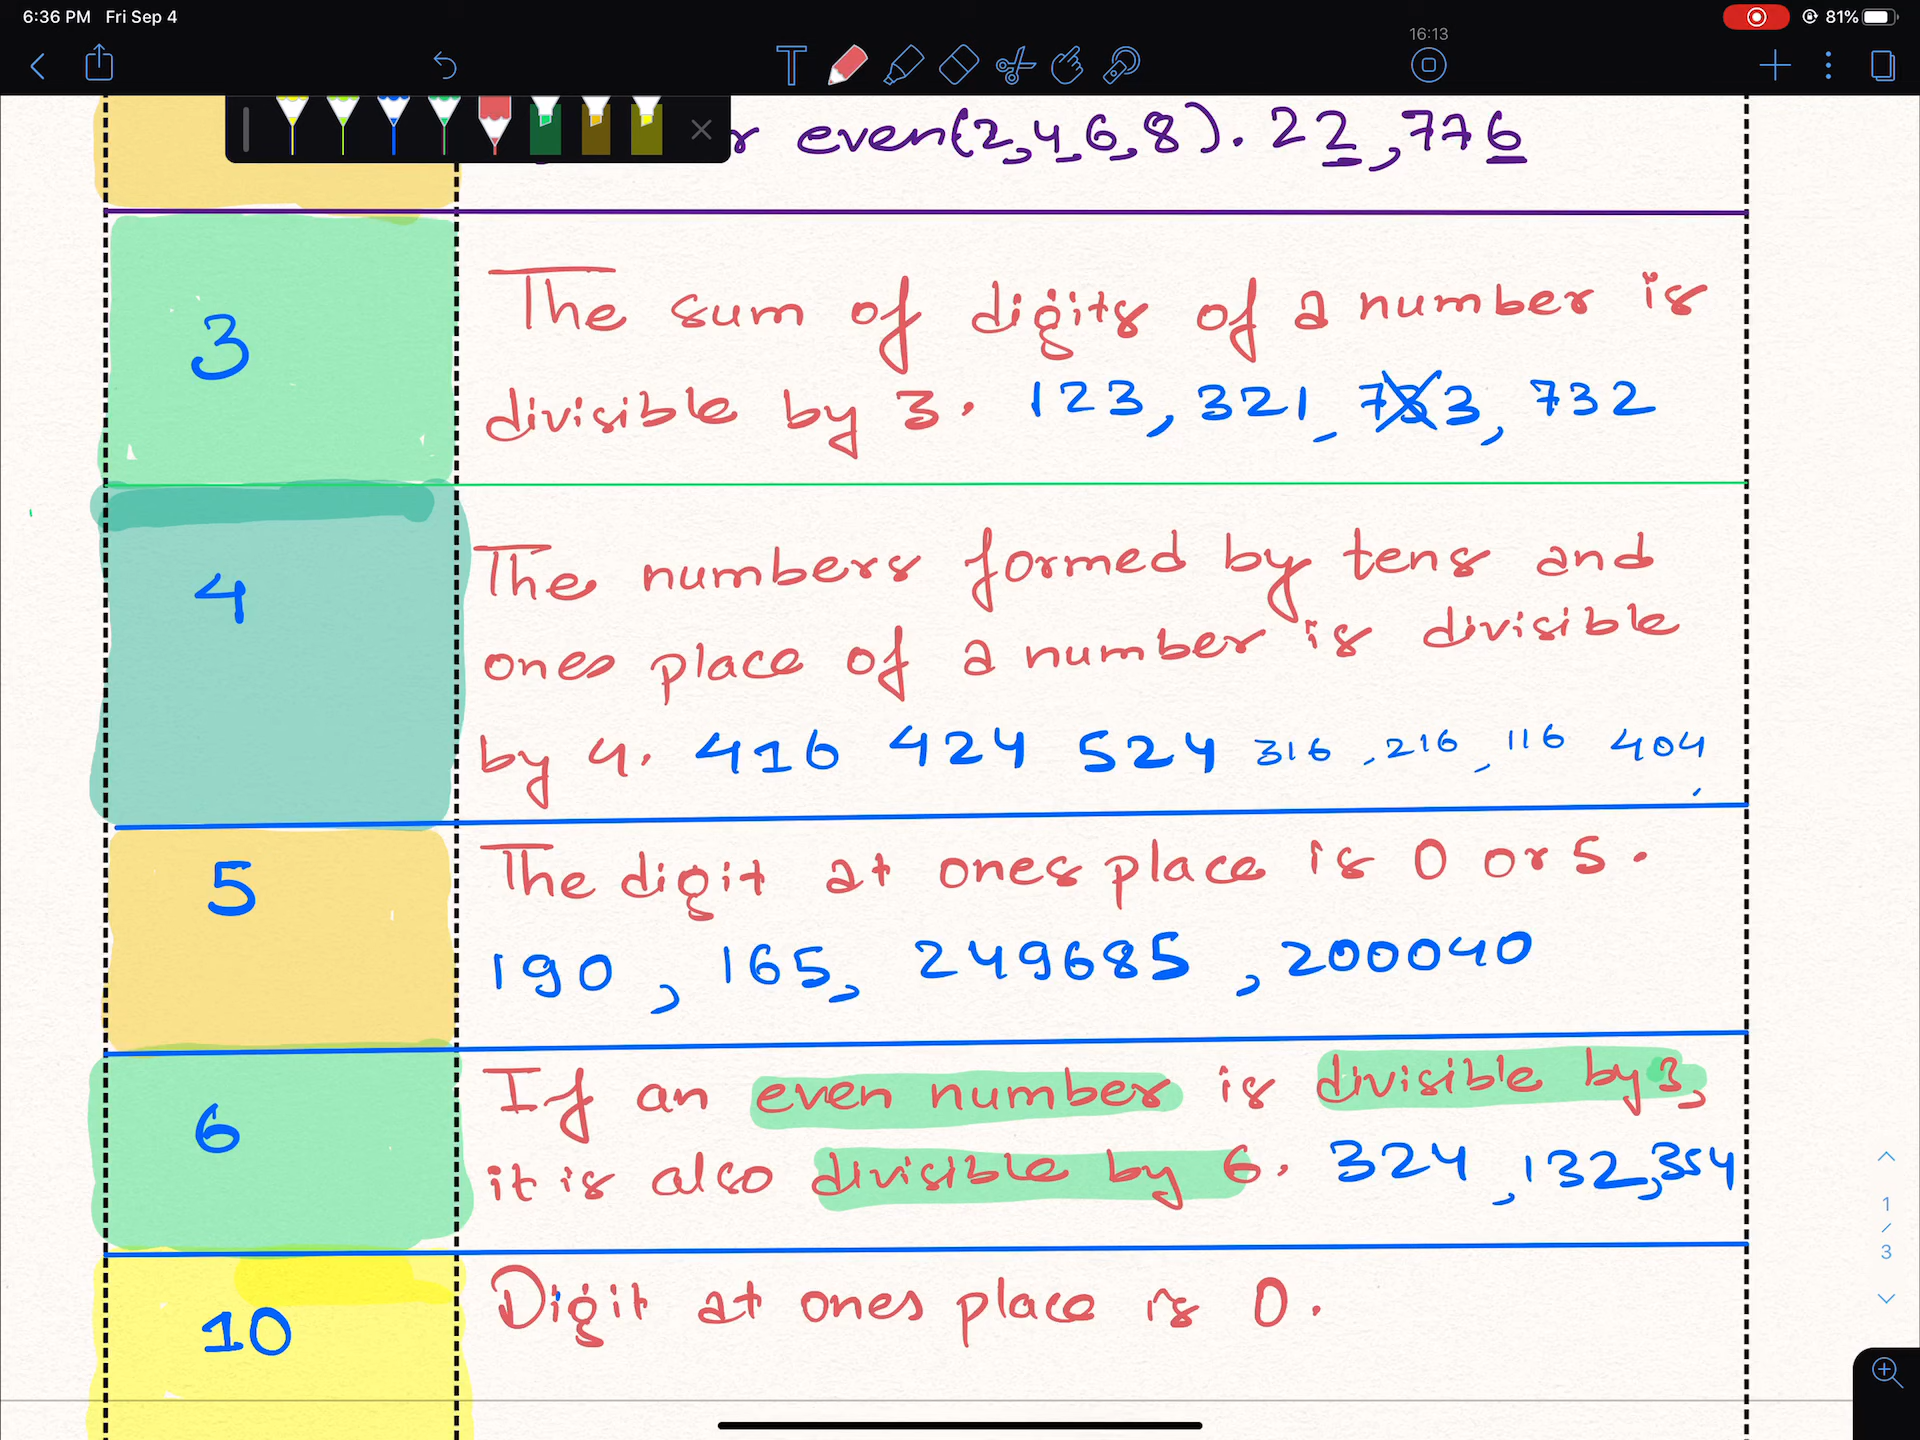 6:36 PM Fri Sep 4
81%
16:13
even(2,4,6,8). 22,776
3
The sum of digits of a number is
divisible by 3. 123, 321, 733, 732
4
The numbers formed by tens and
ones place of a number is divisible
by 4. 416 424 524 316, 216, 116 404,
5
The digit at ones place is 0 or 5.
190, 165, 249685, 200040
6
If an even number is divisible by 3,
it is also divisible by 6. 324, 132, 354
10
Digit at ones place is 0.
1
/
3